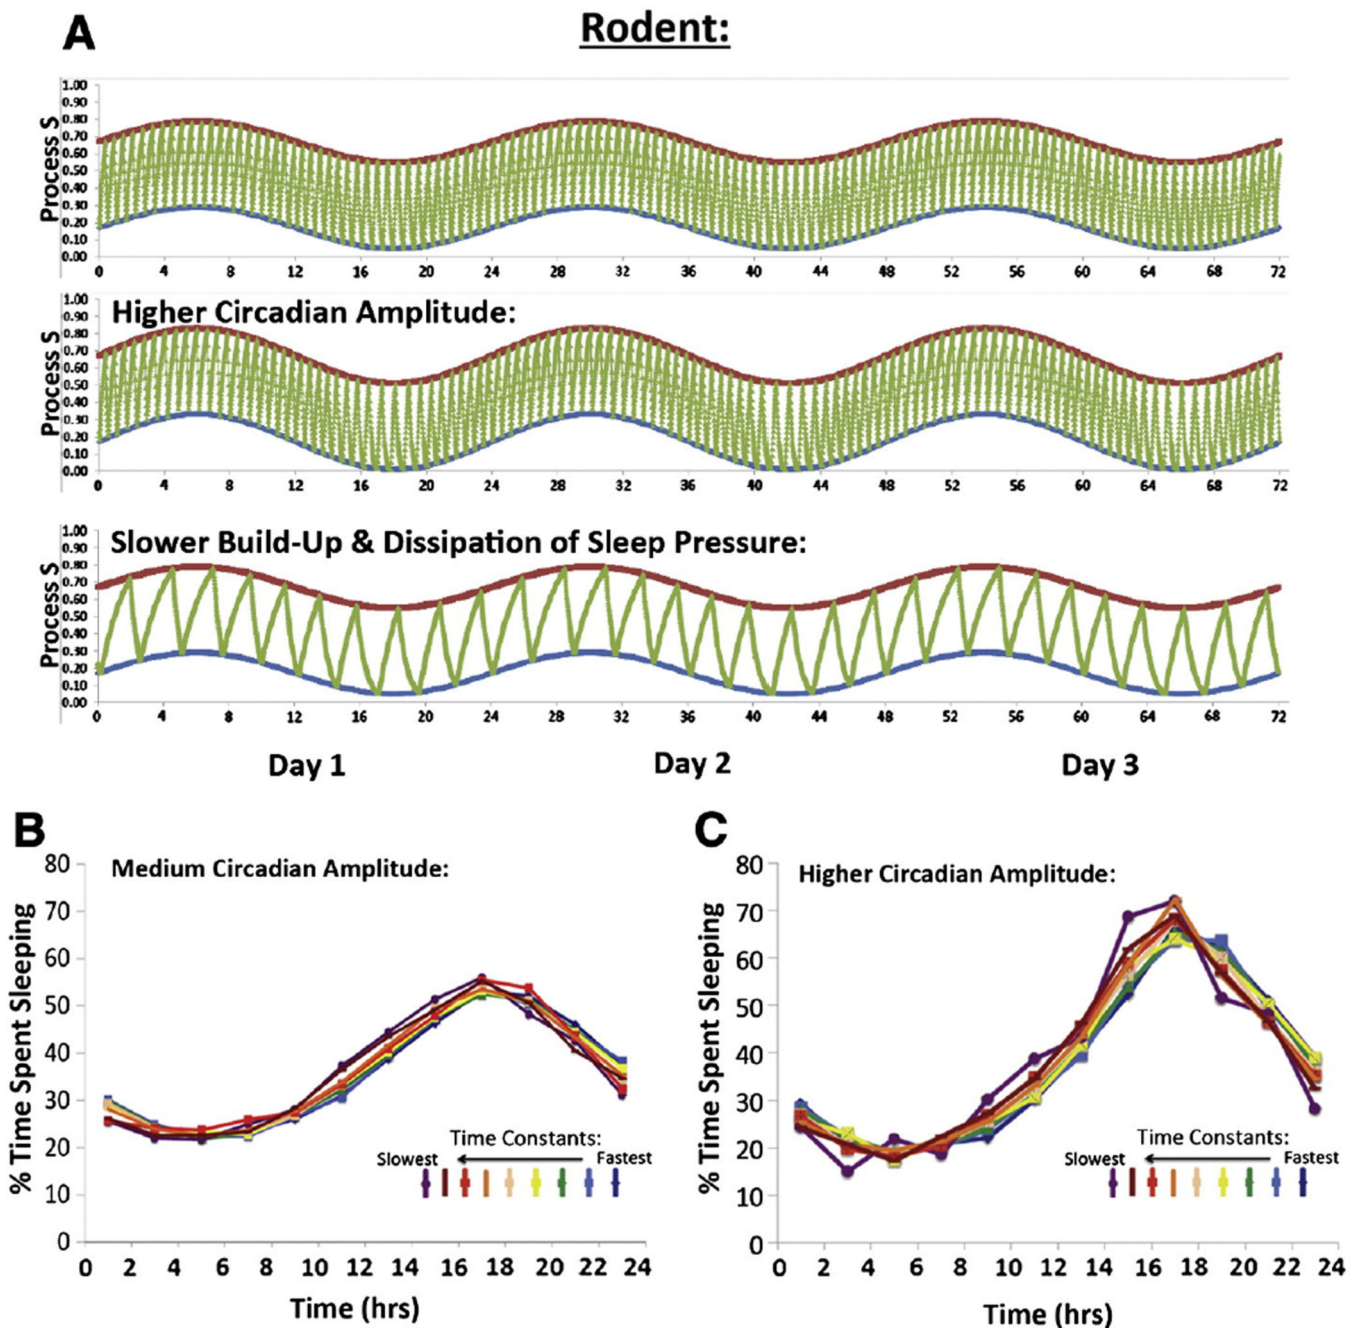 A
Rodent:
Process S
1.00
0.90
0.80
0.70
0.60
0.50
0.40
0.30
0.20
0.10
0.00
0 4 8 12 16 20 24 28 32 36 40 44 48 52 56 60 64 68 72
Higher Circadian Amplitude:
Process S
1.00
0.90
0.80
0.70
0.60
0.50
0.40
0.30
0.20
0.10
0.00
0 4 8 12 16 20 24 28 32 36 40 44 48 52 56 60 64 68 72
Slower Build-Up & Dissipation of Sleep Pressure:
Process S
1.00
0.90
0.80
0.70
0.60
0.50
0.40
0.30
0.20
0.10
0.00
0 4 8 12 16 20 24 28 32 36 40 44 48 52 56 60 64 68 72
Day 1 Day 2 Day 3
B
Medium Circadian Amplitude:
% Time Spent Sleeping
80
70
60
50
40
30
20
10
0
Time Constants:
Slowest Fastest
0 2 4 6 8 10 12 14 16 18 20 22 24
Time (hrs)
C
Higher Circadian Amplitude:
% Time Spent Sleeping
80
70
60
50
40
30
20
10
0
Time Constants:
Slowest Fastest
0 2 4 6 8 10 12 14 16 18 20 22 24
Time (hrs)